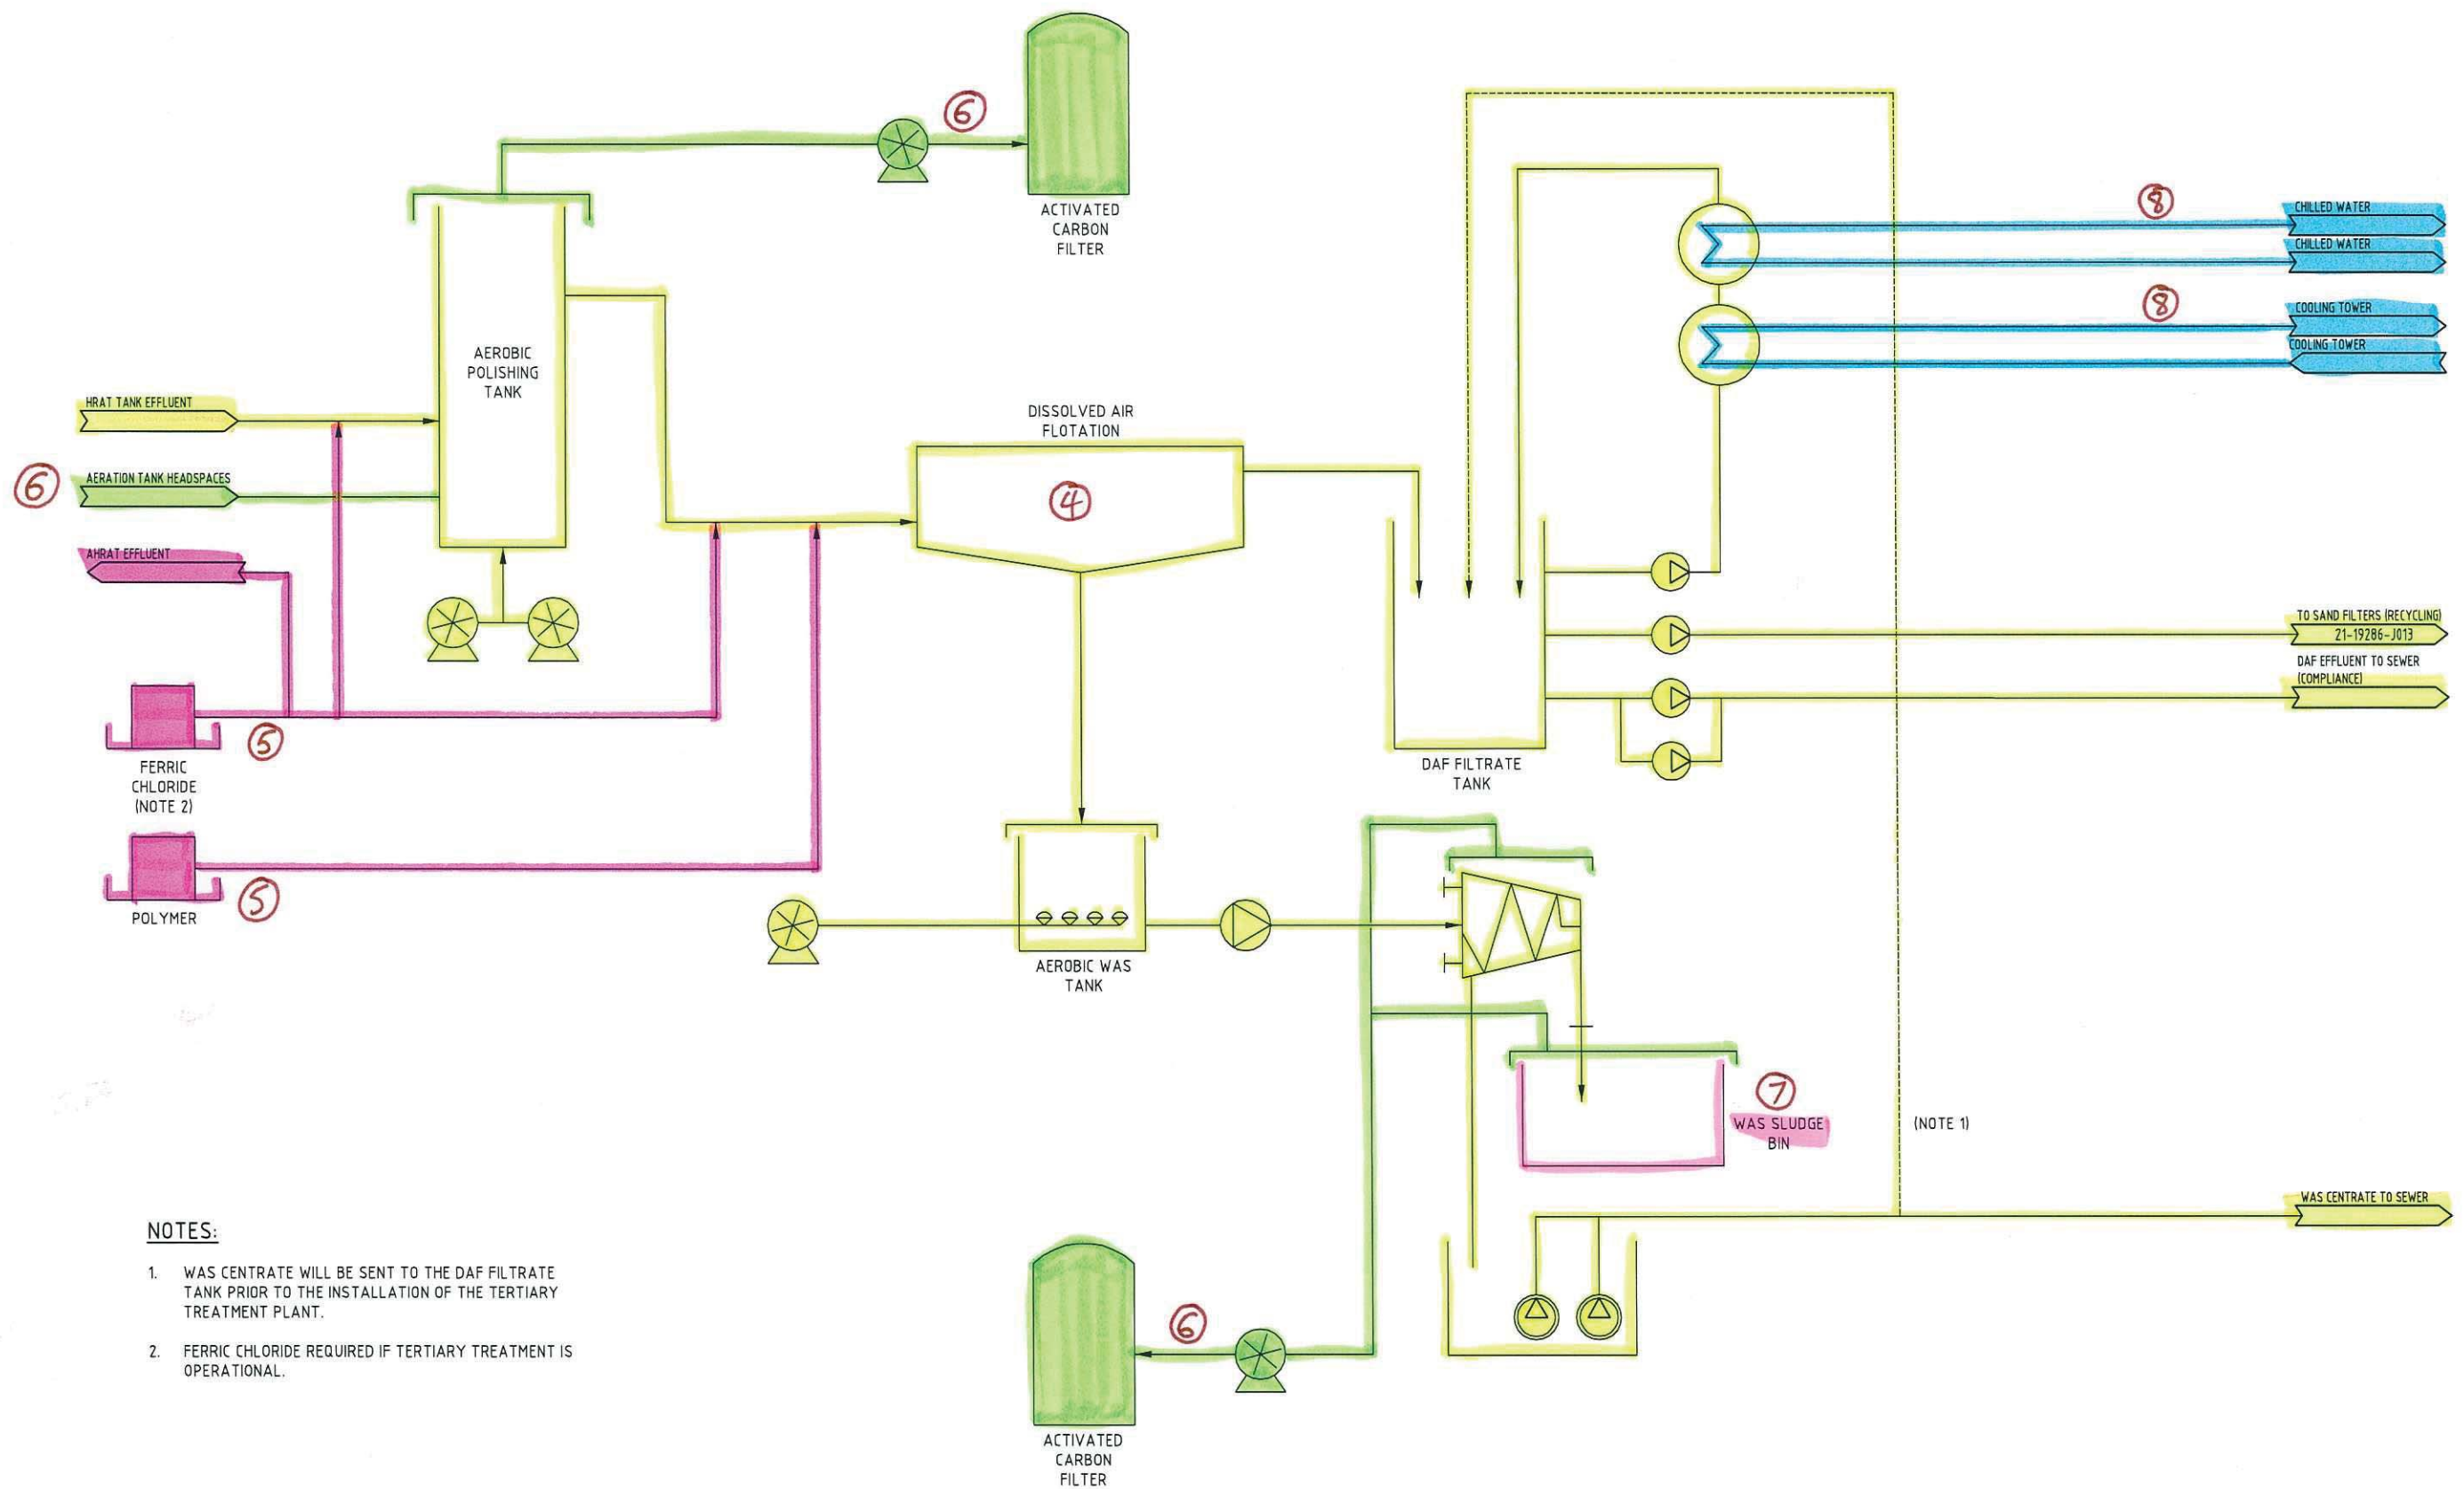 6
ACTIVATED
CARBON
FILTER
8
CHILLED WATER
CHILLED WATER
8
COOLING TOWER
COOLING TOWER
AEROBIC
POLISHING
TANK
HRAT TANK EFFLUENT
DISSOLVED AIR
FLOTATION
6
AERATION TANK HEADSPACES
4
AHRAT EFFLUENT
TO SAND FILTERS (RECYCLING)
21-19286-J013
DAF EFFLUENT TO SEWER
(COMPLIANCE)
5
FERRIC
CHLORIDE
(NOTE 2)
DAF FILTRATE
TANK
5
POLYMER
AEROBIC WAS
TANK
7
WAS SLUDGE
BIN
(NOTE 1)
WAS CENTRATE TO SEWER
NOTES:
1. WAS CENTRATE WILL BE SENT TO THE DAF FILTRATE
TANK PRIOR TO THE INSTALLATION OF THE TERTIARY
TREATMENT PLANT.
2. FERRIC CHLORIDE REQUIRED IF TERTIARY TREATMENT IS
OPERATIONAL.
6
ACTIVATED
CARBON
FILTER